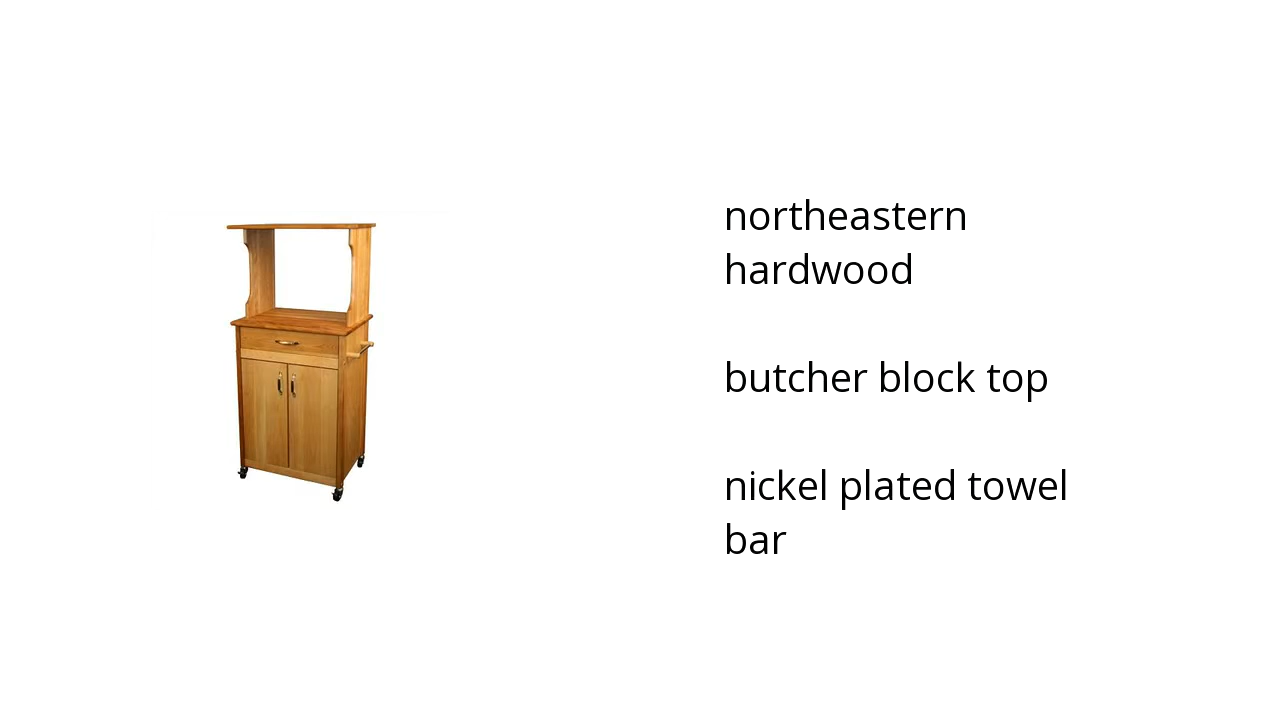 northeastern
hardwood
butcher block top
nickel plated towel
bar